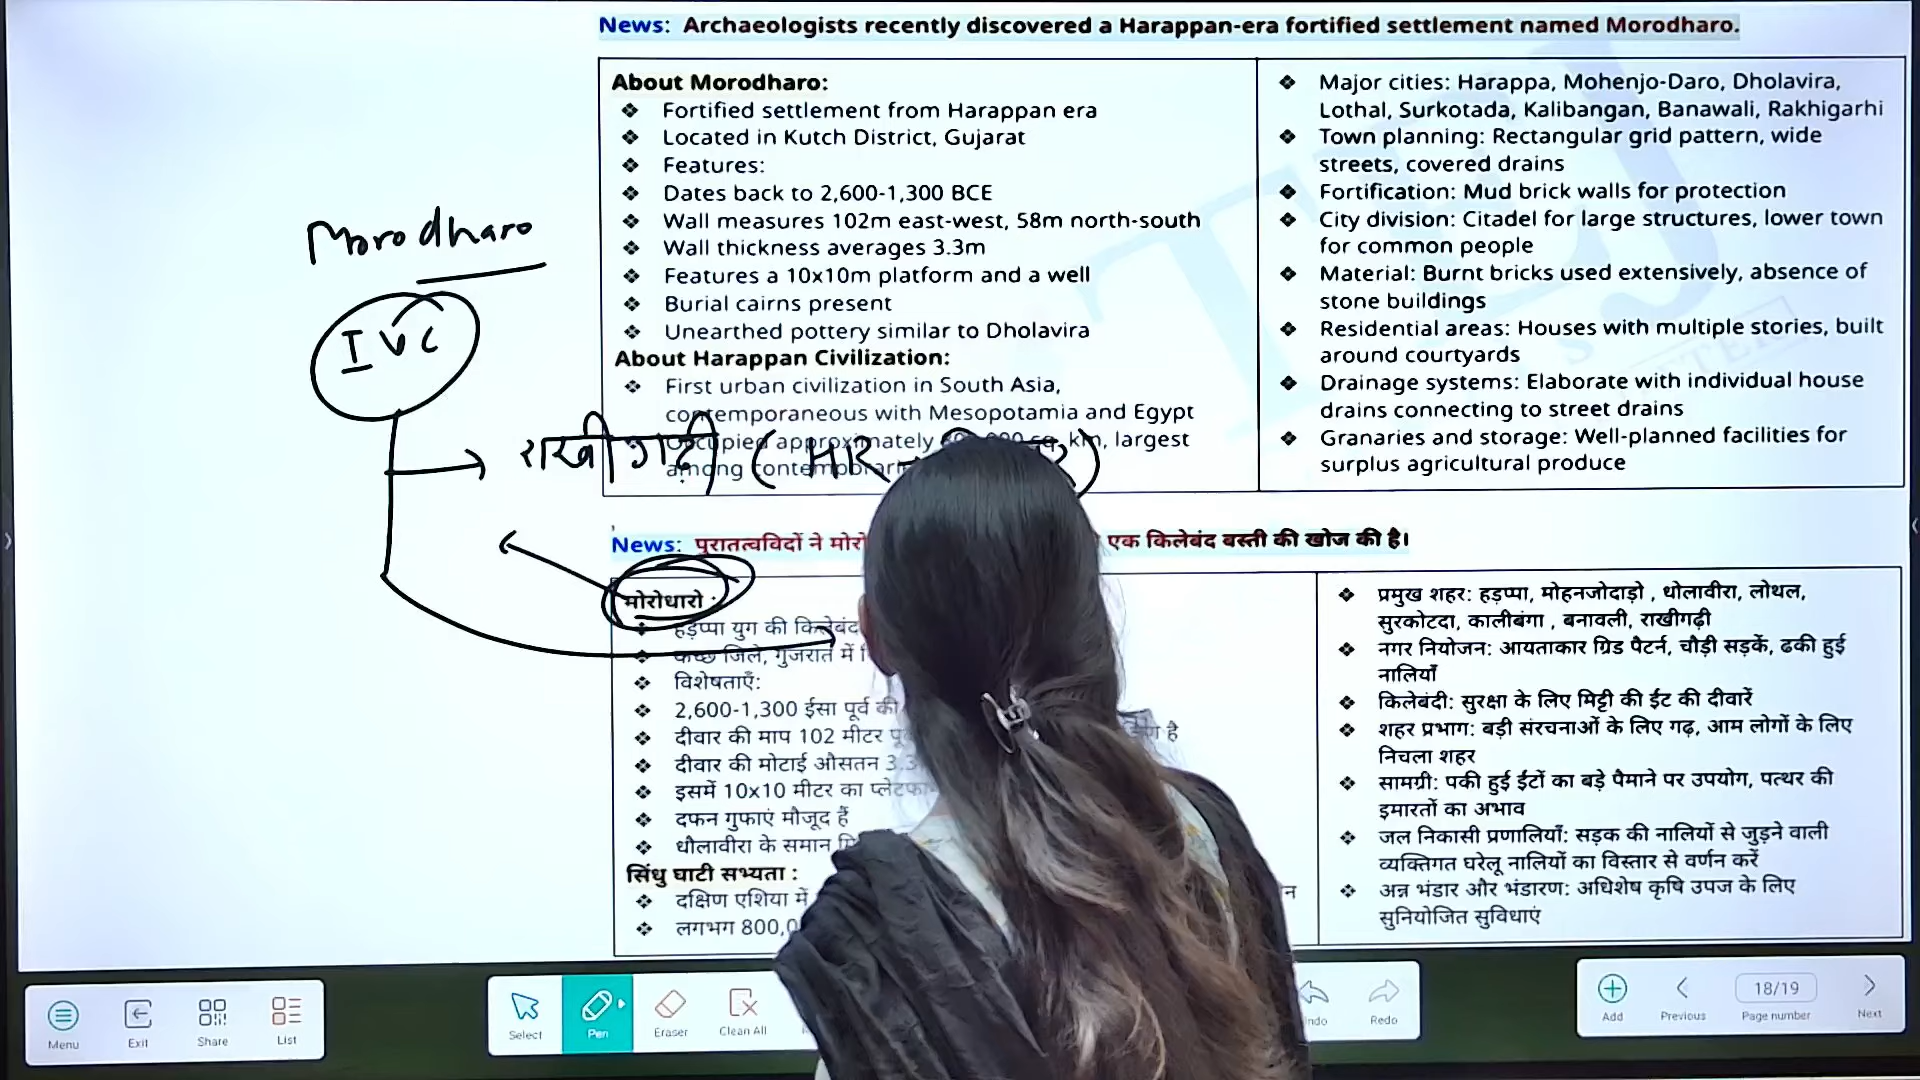 News: Archaeologists recently discovered a Harappan-era fortified settlement named Morodharo.
About Morodharo:
❖ Fortified settlement from Harappan era
❖ Located in Kutch District, Gujarat
❖ Features:
❖ Dates back to 2,600-1,300 BCE
❖ Wall measures 102m east-west, 58m north-south
❖ Wall thickness averages 3.3m
❖ Features a 10x10m platform and a well
❖ Burial cairns present
❖ Unearthed pottery similar to Dholavira
About Harappan Civilization:
❖ First urban civilization in South Asia,
contemporaneous with Mesopotamia and Egypt
Occupied approximately km, largest
among
❖ Major cities: Harappa, Mohenjo-Daro, Dholavira,
Lothal, Surkotada, Kalibangan, Banawali, Rakhigarhi
❖ Town planning: Rectangular grid pattern, wide
streets, covered drains
❖ Fortification: Mud brick walls for protection
❖ City division: Citadel for large structures, lower town
for common people
❖ Material: Burnt bricks used extensively, absence of
stone buildings
❖ Residential areas: Houses with multiple stories, built
around courtyards
❖ Drainage systems: Elaborate with individual house
drains connecting to street drains
❖ Granaries and storage: Well-planned facilities for
surplus agricultural produce
Morodharo
IVC
राखीगढ़ी (HR
News: पुरातत्वविदों ने एक किलेबंद बस्ती की खोज की है।
मोरोधारो :
❖ हड़प्पा युग की
❖ कच्छ जिले, गुजरात में
❖ विशेषताएँ:
❖ 2,600-1,300 ईसा पूर्व की
❖ दीवार की माप 102 मीटर है
❖ दीवार की मोटाई औसतन
❖ इसमें 10x10 मीटर का
❖ दफन गुफाएं मौजूद हैं
❖ धौलावीरा के समान
सिंधु घाटी सभ्यता :
❖ दक्षिण एशिया में
❖ लगभग
❖ प्रमुख शहर: हड़प्पा, मोहनजोदाड़ो , धोलावीरा, लोथल,
सुरकोटदा, कालीबंगा , बनावली, राखीगढ़ी
❖ नगर नियोजन: आयताकार ग्रिड पैटर्न, चौड़ी सड़कें, ढकी हुई
नालियाँ
❖ किलेबंदी: सुरक्षा के लिए मिट्टी की ईंट की दीवारें
❖ शहर प्रभाग: बड़ी संरचनाओं के लिए गढ़, आम लोगों के लिए
निचला शहर
❖ सामग्री: पकी हुई ईंटों का बड़े पैमाने पर उपयोग, पत्थर की
इमारतों का अभाव
❖ जल निकासी प्रणालियाँ: सड़क की नालियों से जुड़ने वाली
व्यक्तिगत घरेलू नालियों का विस्तार से वर्णन करें
❖ अन्न भंडार और भंडारण: अधिशेष कृषि उपज के लिए
सुनियोजित सुविधाएं
Menu Exit Share List
Select Pen Eraser Clean All Redo
Add Previous 18/19 Page number Next